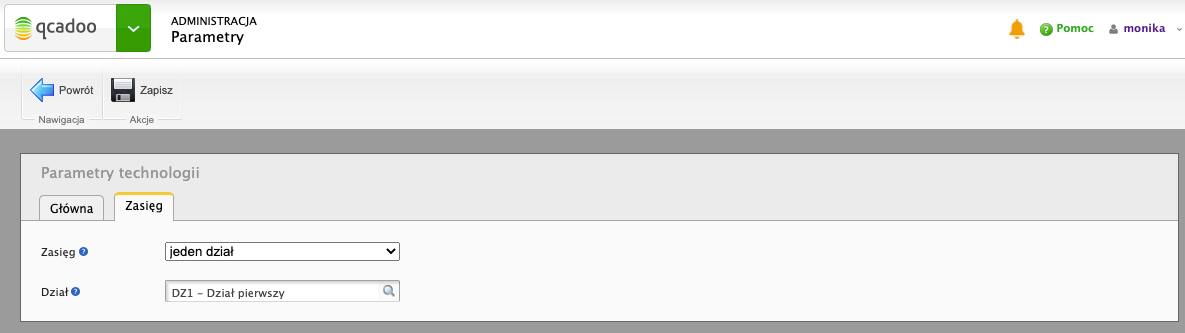 qcadoo
ADMINISTRACJA
Parametry
Pomoc
monika
Powrót
Zapisz
Nawigacja
Akcje
Parametry technologii
Główna
Zasięg
Zasięg
jeden dział
Dział
DZ1 – Dział pierwszy